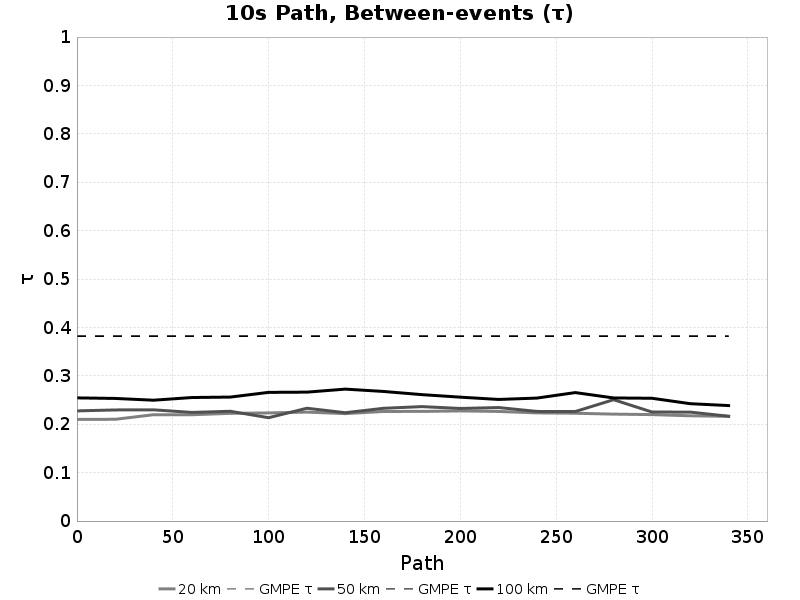 10s Path, Between-events (τ)
1
0.9
0.8
0.7
0.6
τ
0.5
0.4
0.3
0.2
0.1
0
0 50 100 150 200 250 300 350
Path
20 km GMPE τ 50 km GMPE τ 100 km GMPE τ